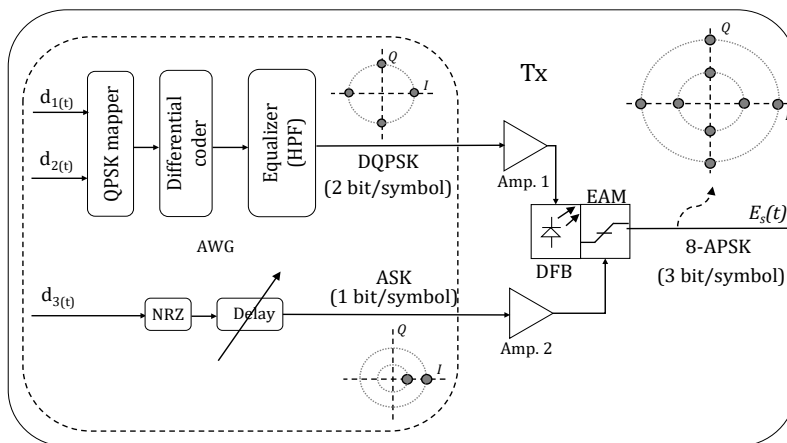 Q
I
Tx
Q
d1(t)
QPSK mapper
Differential
coder
Equalizer
(HPF)
d2(t)
DQPSK
(2 bit/symbol)
Amp. 1
EAM
Es(t)
DFB
8-APSK
(3 bit/symbol)
AWG
ASK
(1 bit/symbol)
d3(t)
NRZ
Delay
Amp. 2
Q
I